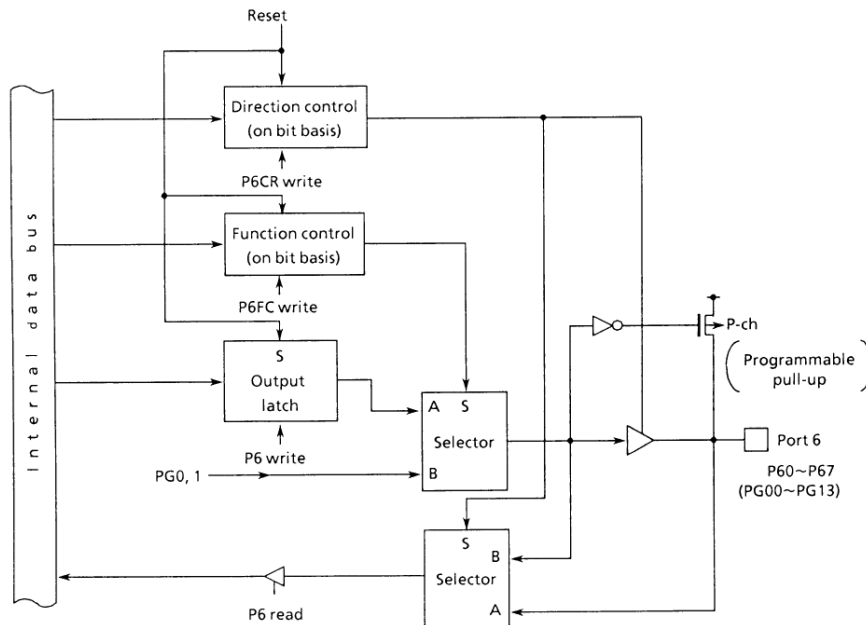 Reset
Direction control
(on bit basis)
P6CR write
Function control
(on bit basis)
P6FC write
S
Output
latch
P6 write
PG0, 1
A S
Selector
B
P-ch
Programmable
pull-up
Port 6
P60~P67
(PG00~PG13)
S
B
Selector
A
P6 read
Internal data bus